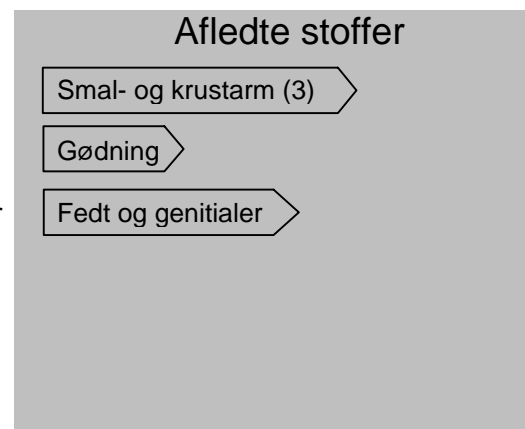 Afledte stoffer
Smal- og krustarm (3)
Gødning
Fedt og genitialer